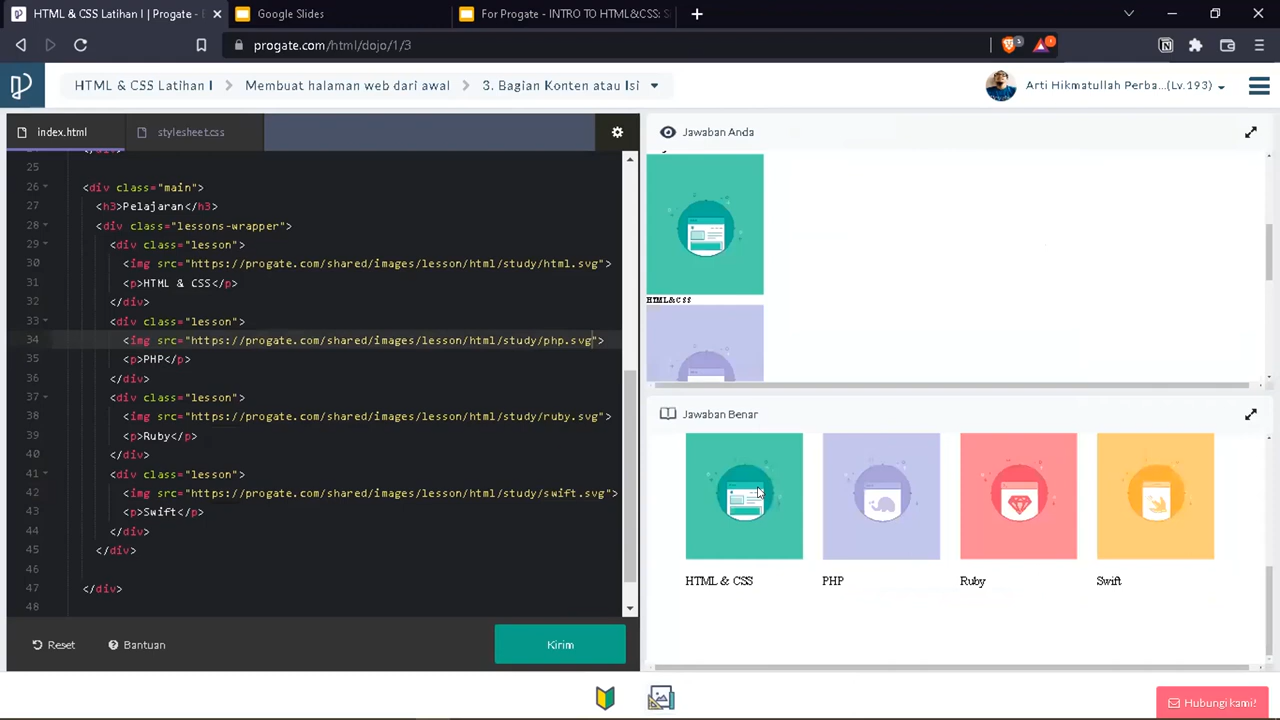 HTML & CSS Latihan I | Progate - 
Google Slides
For Progate - INTRO TO HTML&CSS: S
progate.com/html/dojo/1/3
HTML & CSS Latihan I
Membuat halaman web dari awal
3. Bagian Konten atau Isi
Arti Hikmatullah Perba...(Lv.193)
index.html
stylesheet.css
Jawaban Anda
25
26 <div class="main">
27 <h3>Pelajaran</h3>
28 <div class="lessons-wrapper">
29 <div class="lesson">
30 <img src="https://progate.com/shared/images/lesson/html/study/html.svg">
31 <p>HTML & CSS</p>
32 </div>
33 <div class="lesson">
34 <img src="https://progate.com/shared/images/lesson/html/study/php.svg">
35 <p>PHP</p>
36 </div>
37 <div class="lesson">
38 <img src="https://progate.com/shared/images/lesson/html/study/ruby.svg">
39 <p>Ruby</p>
40 </div>
41 <div class="lesson">
42 <img src="https://progate.com/shared/images/lesson/html/study/swift.svg">
43 <p>Swift</p>
44 </div>
45 </div>
46
47 </div>
48
HTML & CSS
Jawaban Benar
HTML & CSS
PHP
Ruby
Swift
Reset
Bantuan
Kirim
Hubungi kami!